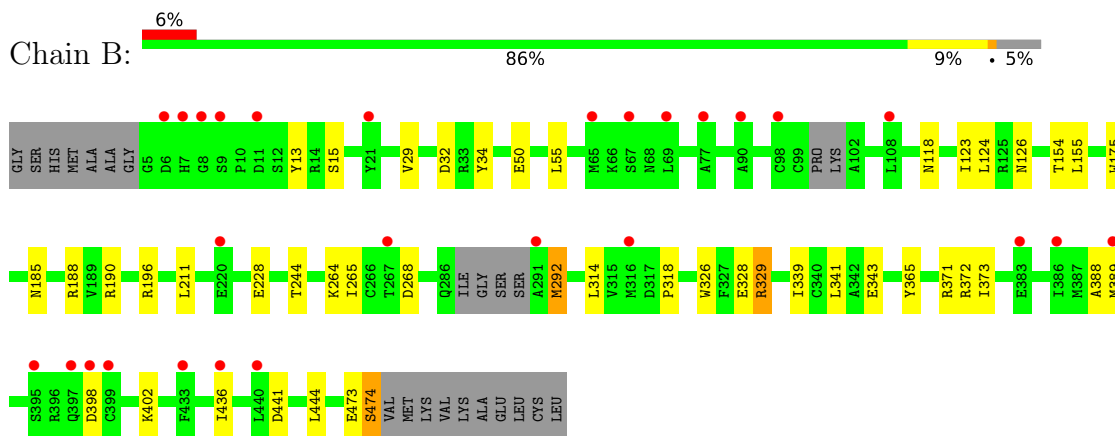 6%
Chain B:
86% 9% • 5%
GLY SER HIS MET ALA ALA GLY G5 D6 H7 G8 S9 P10 D11 S12 Y13 R14 S15 Y21 V29 D32 R33 Y34 E50 L55 M65 K66 S67 N68 L69 A77 A90 C98 C99 PRO LYS A102 L108 N118 I123 L124 R125 N126 T154 L155 W175
N185 R188 V189 R190 R196 L211 E220 E228 T244 K264 I265 C266 T267 D268 Q286 ILE GLY SER SER A291 M292 L314 V315 M316 D317 P318 W326 F327 E328 R329 I339 C340 L341 A342 E343 Y365 R371 R372 I373 E383 I386 M387 A388 M389
S395 R396 Q397 D398 C399 K402 F433 I436 L440 D441 L444 E473 S474 VAL MET LYS VAL LYS ALA GLU LEU CYS LEU